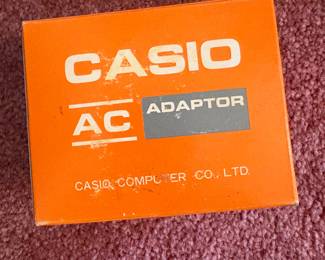 CASIO
AC ADAPTOR
CASIO COMPUTER CO., LTD.